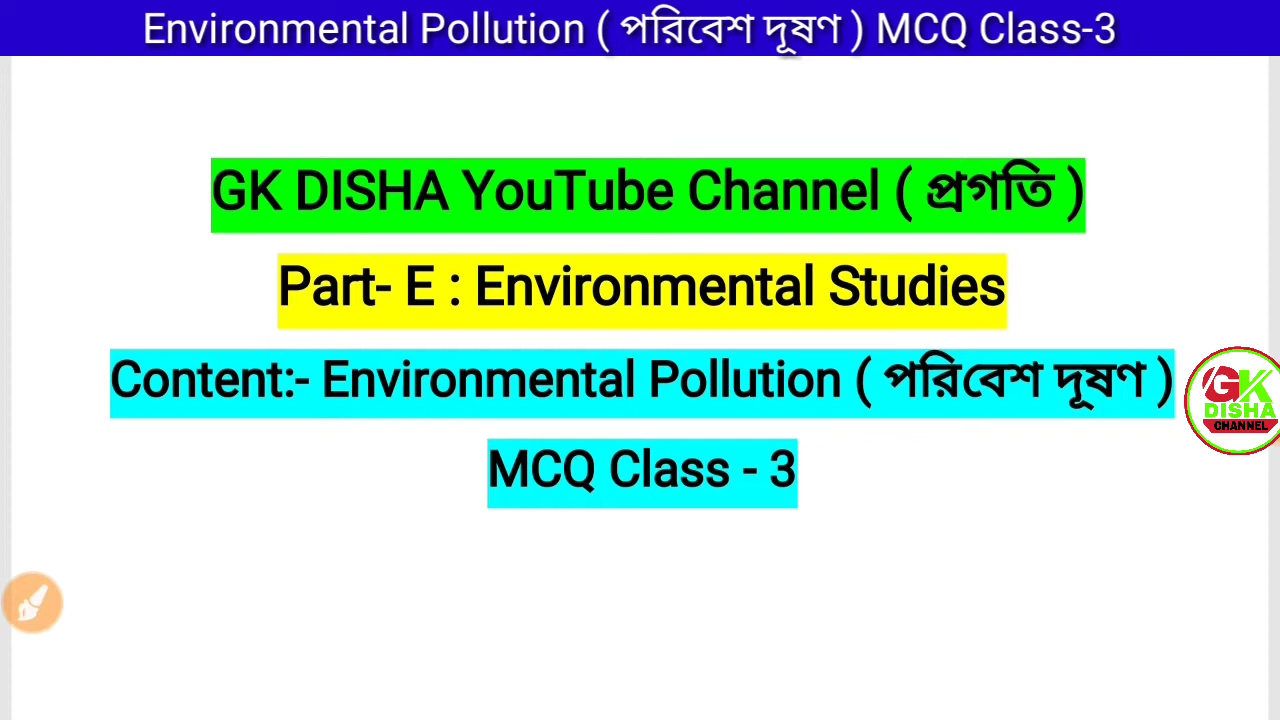 Environmental Pollution ( পরিবেশ দূষণ ) MCQ Class-3
GK DISHA YouTube Channel ( প্রগতি )
Part- E : Environmental Studies
Content:- Environmental Pollution ( পরিবেশ দূষণ )
MCQ Class - 3
GK
DISHA
CHANNEL